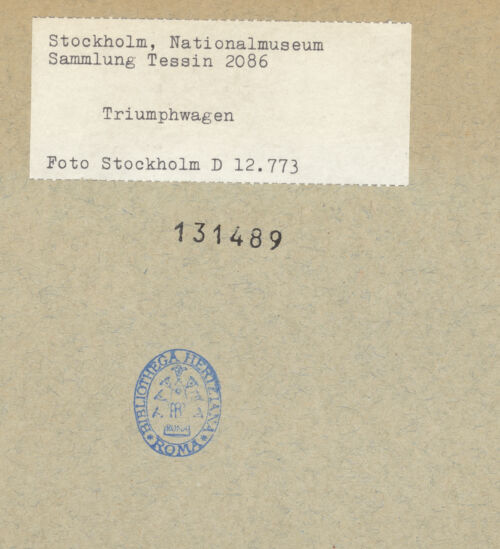 Stockholm, Nationalmuseum
Sammlung Tessin 2086
Triumphwagen
Foto Stockholm D 12.773
131489
BIBLIOTHECA HERTZIANA
ROMA